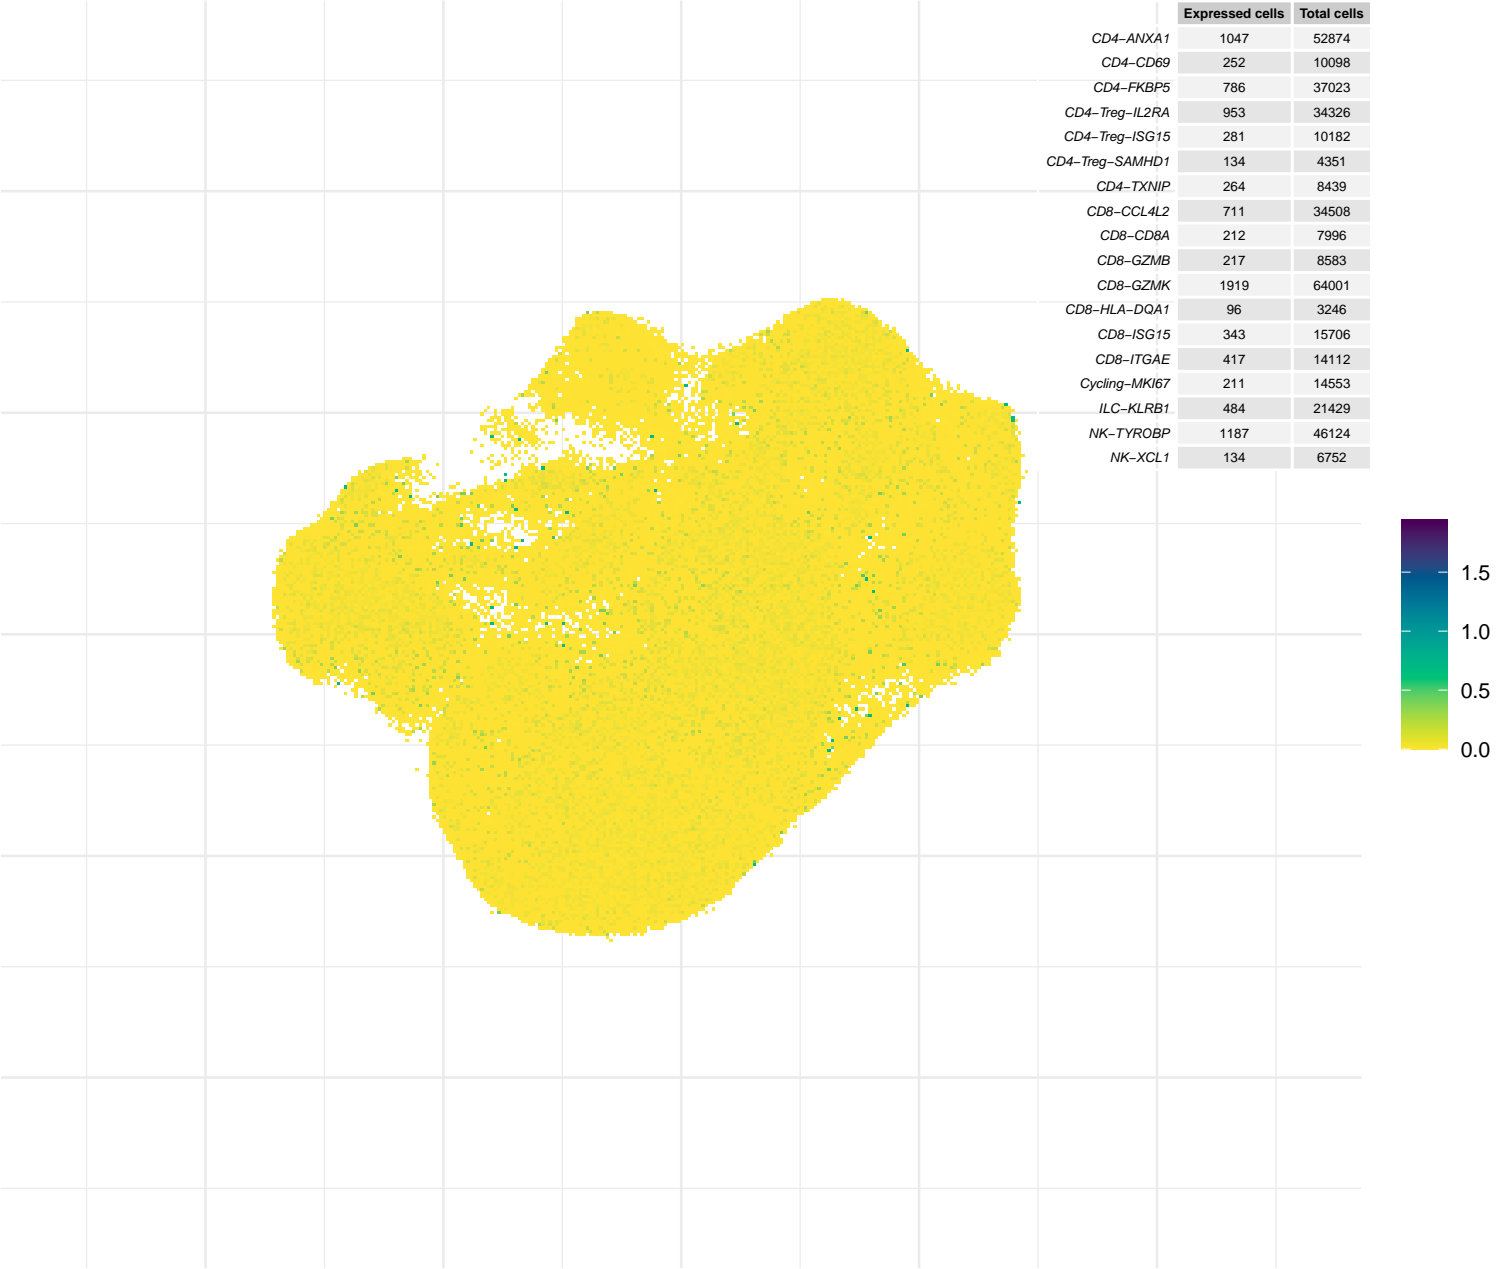 Expressed cells Total cells
CD4−ANXA1 1047 52874
CD4−CD69 252 10098
CD4−FKBP5 786 37023
CD4−Treg−IL2RA 953 34326
CD4−Treg−ISG15 281 10182
CD4−Treg−SAMHD1 134 4351
CD4−TXNIP 264 8439
CD8−CCL4L2 711 34508
CD8−CD8A 212 7996
CD8−GZMB 217 8583
CD8−GZMK 1919 64001
CD8−HLA−DQA1 96 3246
CD8−ISG15 343 15706
CD8−ITGAE 417 14112
Cycling−MKI67 211 14553
ILC−KLRB1 484 21429
NK−TYROBP 1187 46124
NK−XCL1 134 6752
1.5
1.0
0.5
0.0